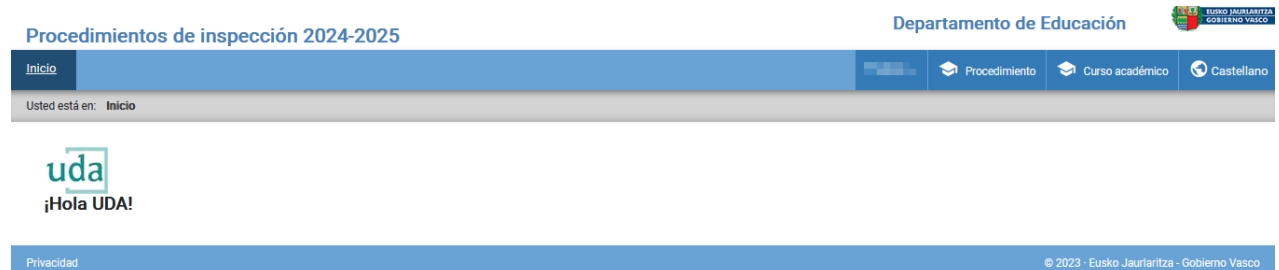 Procedimientos de inspección 2024-2025
Departamento de Educación
EUSKO JAURLARITZA
GOBIERNO VASCO
Inicio
Procedimiento
Curso académico
Castellano
Usted está en: Inicio
uda
¡Hola UDA!
Privacidad
© 2023 · Eusko Jaurlaritza - Gobierno Vasco